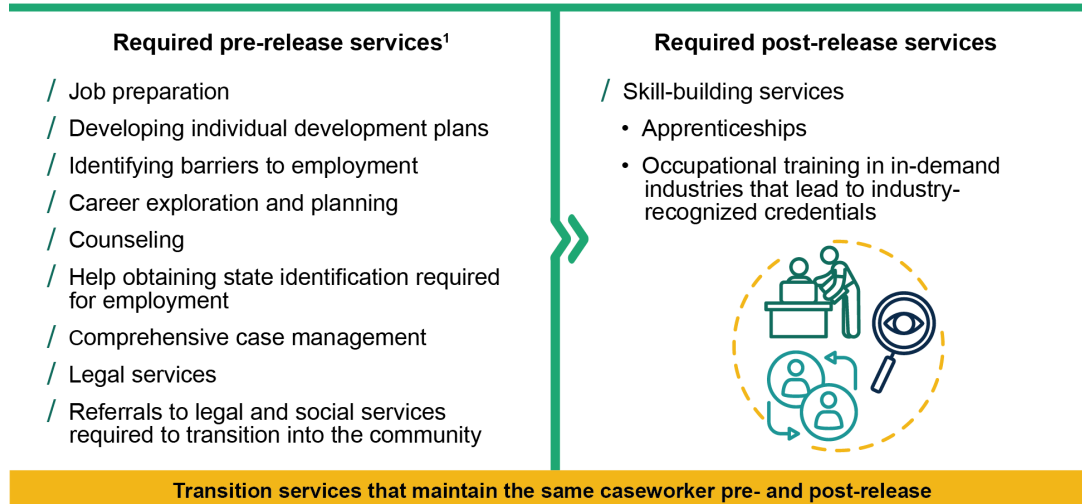 Required pre-release services¹
/ Job preparation
/ Developing individual development plans
/ Identifying barriers to employment
/ Career exploration and planning
/ Counseling
/ Help obtaining state identification required
for employment
/ Comprehensive case management
/ Legal services
/ Referrals to legal and social services
required to transition into the community
Required post-release services
/ Skill-building services
• Apprenticeships
• Occupational training in in-demand
industries that lead to industry-
recognized credentials
Transition services that maintain the same caseworker pre- and post-release